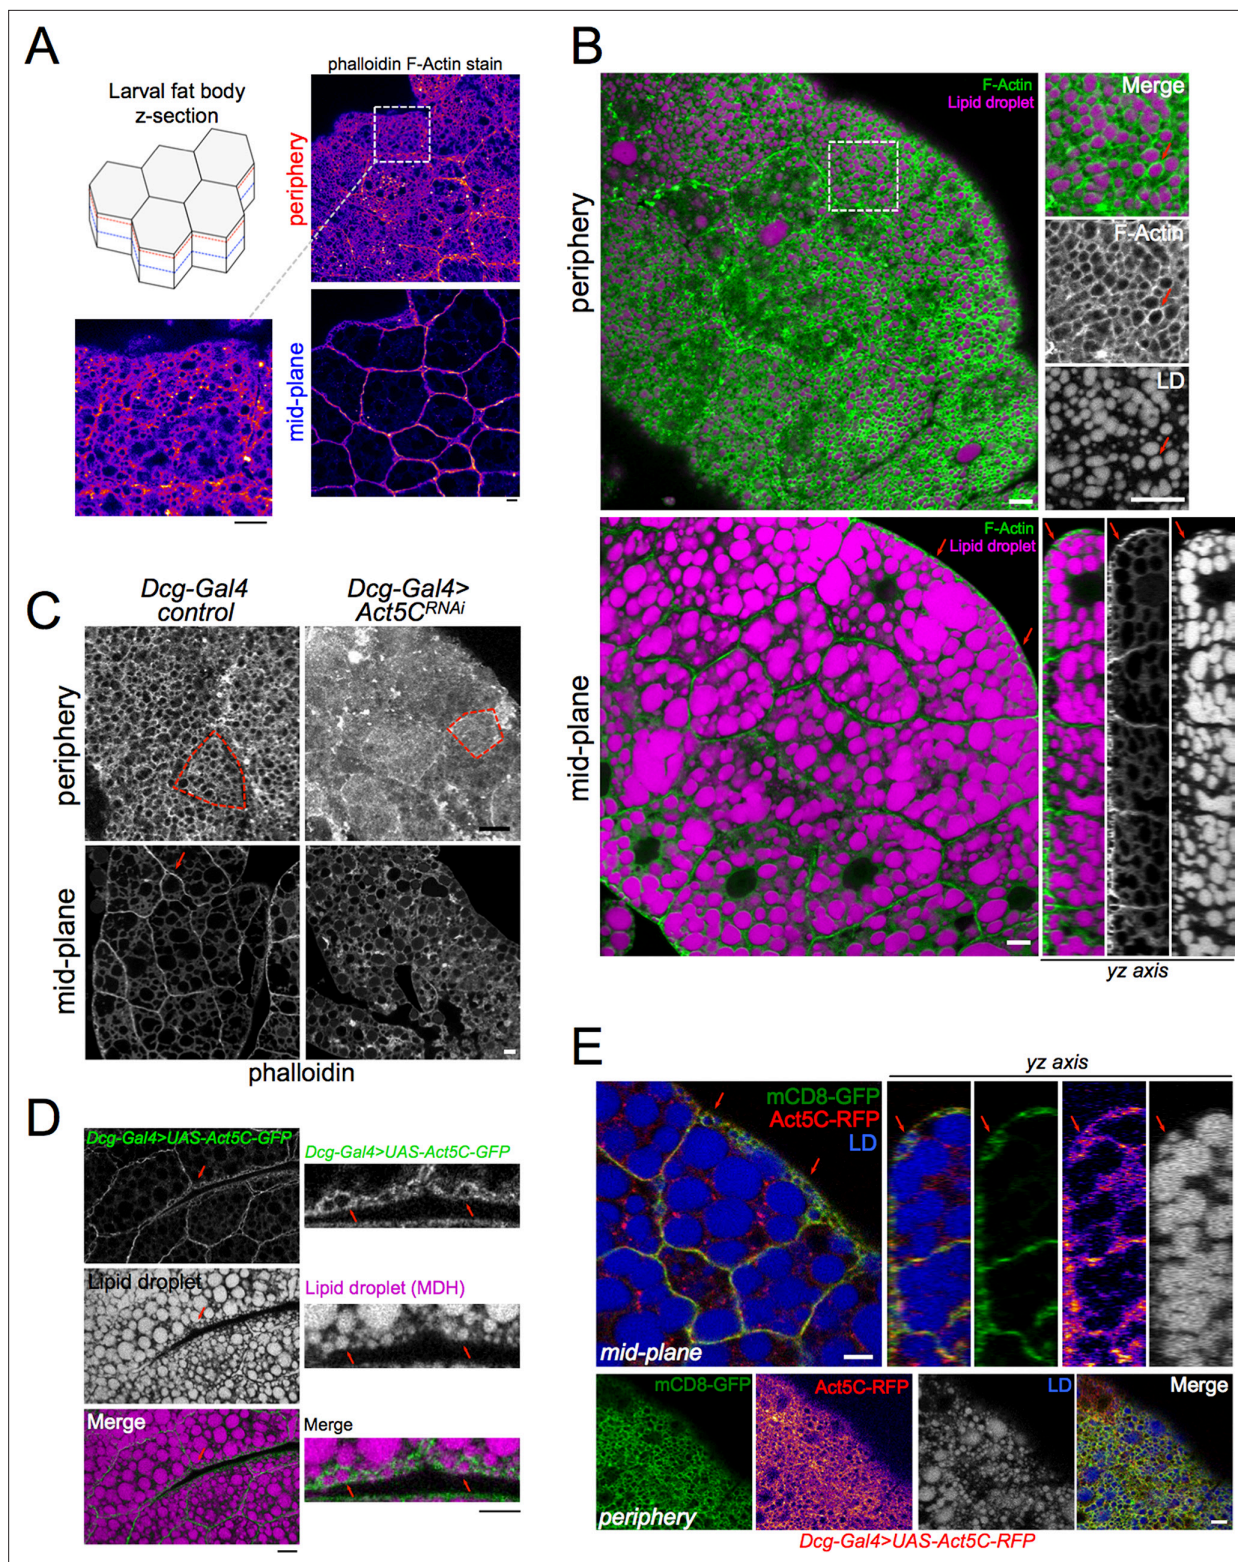 A
Larval fat body
z-section
phalloidin F-Actin stain
periphery
mid-plane
B
periphery
F-Actin
Lipid droplet
Merge
F-Actin
LD
mid-plane
F-Actin
Lipid droplet
yz axis
C
Dcg-Gal4
control
Dcg-Gal4>
Act5CRNAi
periphery
mid-plane
phalloidin
D
Dcg-Gal4>UAS-Act5C-GFP
Lipid droplet
Merge
Dcg-Gal4>UAS-Act5C-GFP
Lipid droplet (MDH)
Merge
E
mCD8-GFP
Act5C-RFP
LD
mid-plane
yz axis
mCD8-GFP
periphery
Act5C-RFP
LD
Merge
Dcg-Gal4>UAS-Act5C-RFP